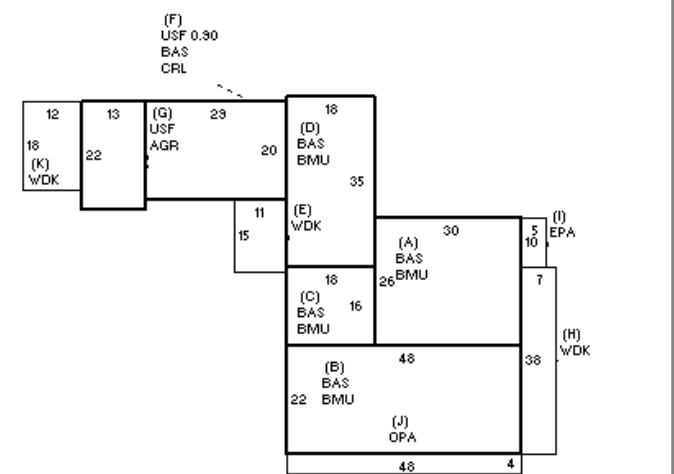 (F)
USF 0.90
BAS
CRL
12
13
(G)
USF
AGR
29
18
(D)
BAS
BMU
18
(K)
WDK
22
20
35
11
(E)
WDK
15
30
(A)
BAS
BMU
26
5
10
(I)
EPA
7
18
(C)
BAS
BMU
16
(H)
WDK
38
48
(B)
BAS
BMU
22
(J)
OPA
48
4